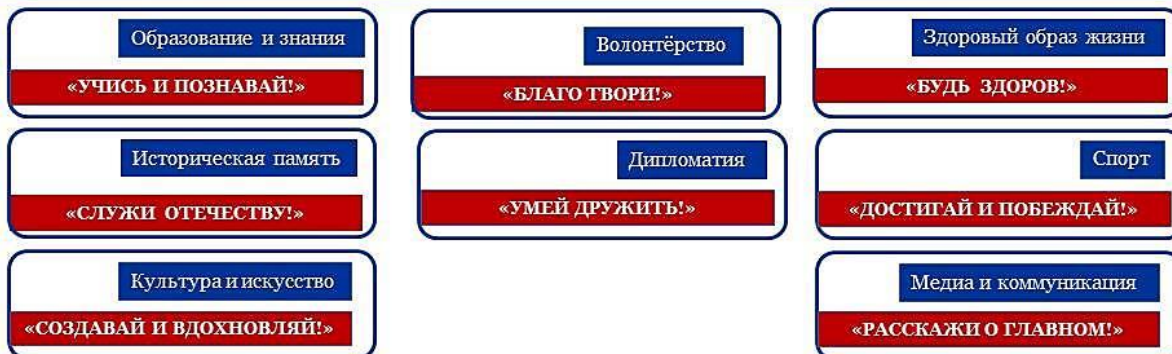 Образование и знания
«УЧИСЬ И ПОЗНАВАЙ!»
Волонтёрство
«БЛАГО ТВОРИ!»
Здоровый образ жизни
«БУДЬ ЗДОРОВ!»
Историческая память
«СЛУЖИ ОТЕЧЕСТВУ!»
Дипломатия
«УМЕЙ ДРУЖИТЬ!»
Спорт
«ДОСТИГАЙ И ПОБЕЖДАЙ!»
Культура и искусство
«СОЗДАВАЙ И ВДОХНОВЛЯЙ!»
Медиа и коммуникация
«РАССКАЖИ О ГЛАВНОМ!»